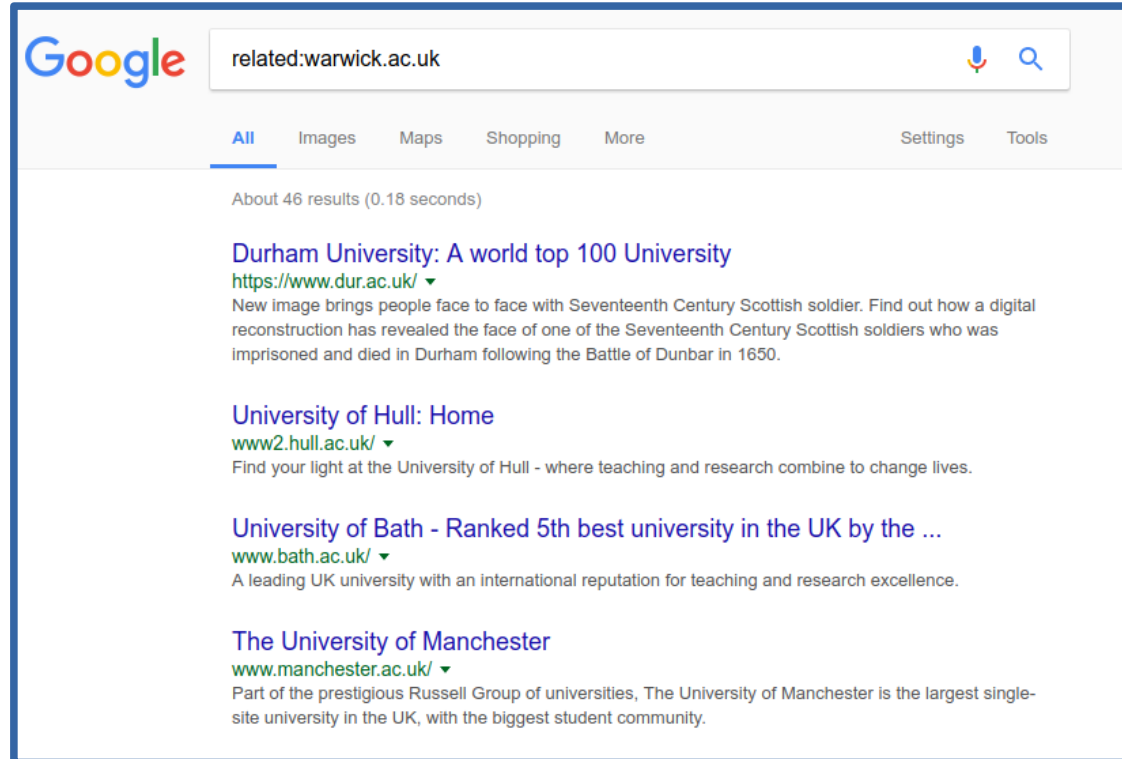 Google
related:warwick.ac.uk
All Images Maps Shopping More Settings Tools
About 46 results (0.18 seconds)
Durham University: A world top 100 University
https://www.dur.ac.uk/
New image brings people face to face with Seventeenth Century Scottish soldier. Find out how a digital
reconstruction has revealed the face of one of the Seventeenth Century Scottish soldiers who was
imprisoned and died in Durham following the Battle of Dunbar in 1650.
University of Hull: Home
www2.hull.ac.uk/
Find your light at the University of Hull - where teaching and research combine to change lives.
University of Bath - Ranked 5th best university in the UK by the ...
www.bath.ac.uk/
A leading UK university with an international reputation for teaching and research excellence.
The University of Manchester
www.manchester.ac.uk/
Part of the prestigious Russell Group of universities, The University of Manchester is the largest single-
site university in the UK, with the biggest student community.